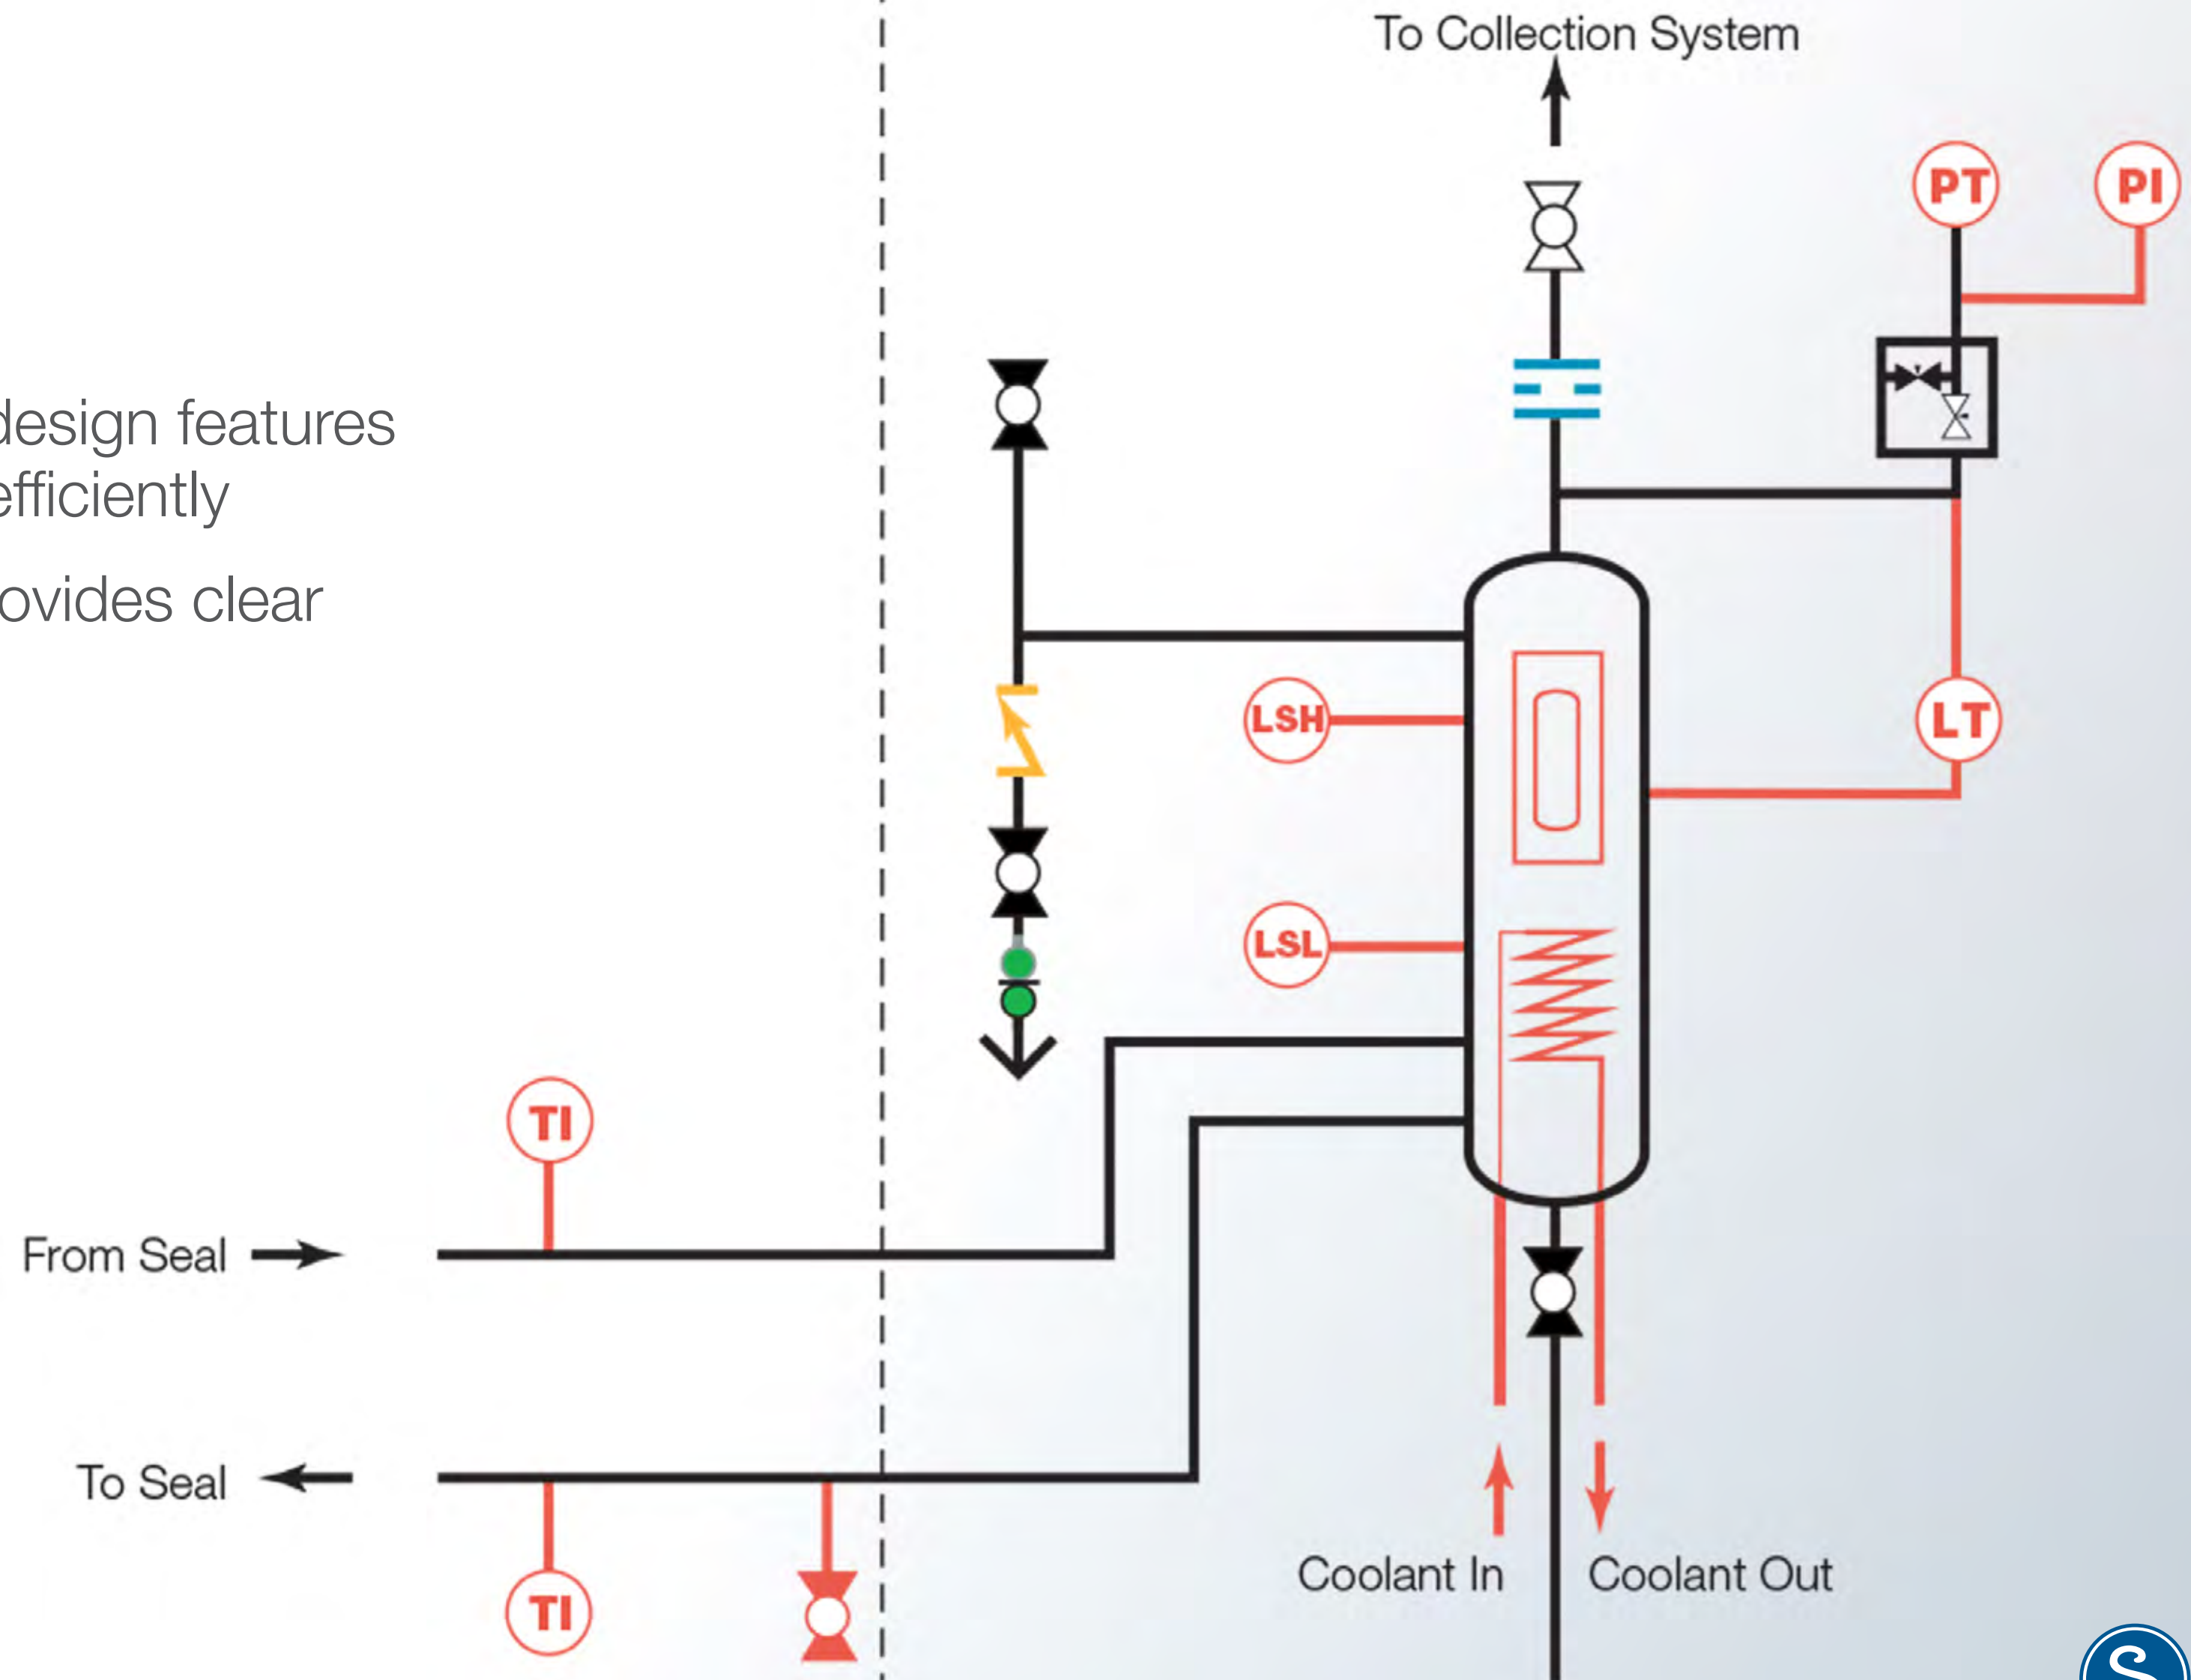 To Collection System
PT
PI
design features
efficiently
ovides clear
LSH
LT
LSL
TI
From Seal
To Seal
TI
Coolant In
Coolant Out
S